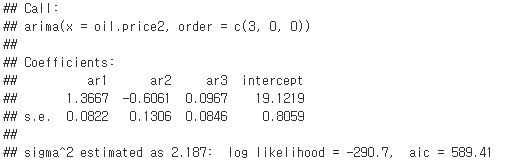 ## Call:
## arima(x = oil.price2, order = c(3, 0, 0))
##
## Coefficients:
##          ar1      ar2     ar3  intercept
##       1.3667  -0.6061  0.0967    19.1219
## s.e.  0.0822   0.1306  0.0846     0.8059
##
## sigma^2 estimated as 2.187:  log likelihood = -290.7,  aic = 589.41